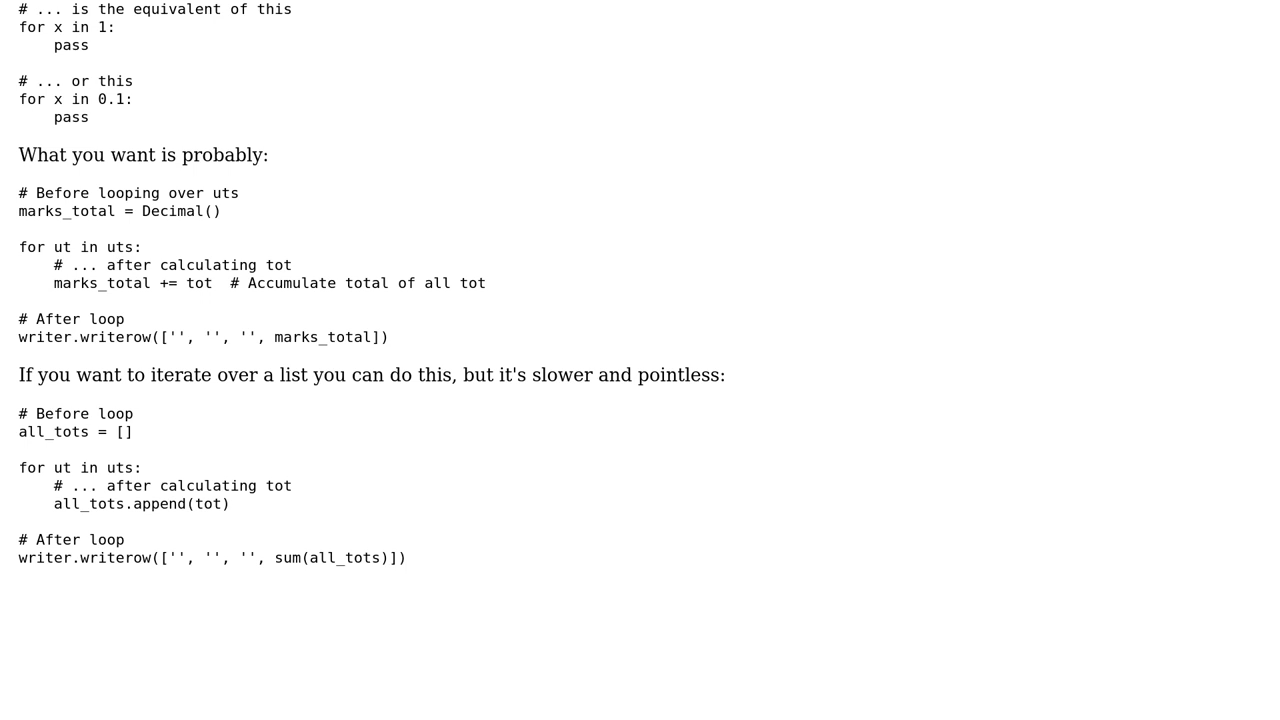 # ... is the equivalent of this
for x in 1:
    pass

# ... or this
for x in 0.1:
    pass

What you want is probably:

# Before looping over uts
marks_total = Decimal()

for ut in uts:
    # ... after calculating tot
    marks_total += tot  # Accumulate total of all tot

# After loop
writer.writerow(['', '', '', marks_total])

If you want to iterate over a list you can do this, but it's slower and pointless:

# Before loop
all_tots = []

for ut in uts:
    # ... after calculating tot
    all_tots.append(tot)

# After loop
writer.writerow(['', '', '', sum(all_tots)])